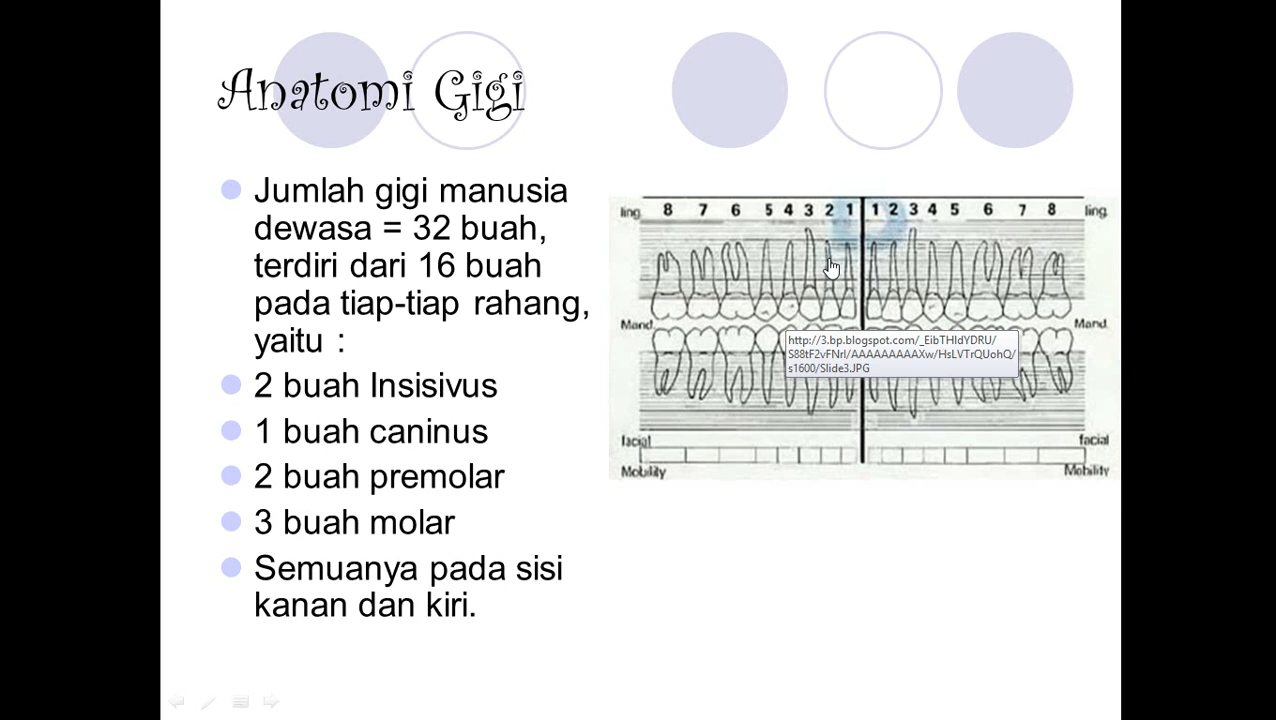 Anatomi Gigi
Jumlah gigi manusia
dewasa = 32 buah,
terdiri dari 16 buah
pada tiap-tiap rahang,
yaitu :
2 buah Insisivus
1 buah caninus
2 buah premolar
3 buah molar
Semuanya pada sisi
kanan dan kiri.
ling. 8 7 6 5 4 3 2 1 1 2 3 4 5 6 7 8 ling.
Mand. Mand.
http://3.bp.blogspot.com/_EibTHIdYDRU/
S88tF2vFNrI/AAAAAAAAAXw/HsLVTrQUohQ/
s1600/Slide3.JPG
facial facial
Mobility Mobility